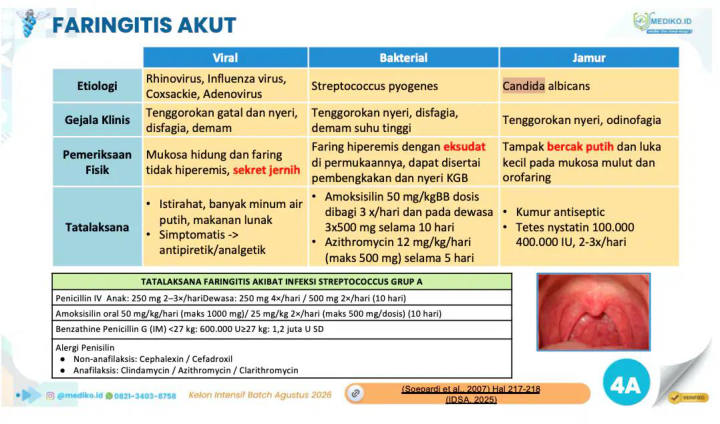 FARINGITIS AKUT
MEDIKO.ID
Viral
Bakterial
Jamur
Etiologi
Rhinovirus, Influenza virus,
Coxsackie, Adenovirus
Streptococcus pyogenes
Candida albicans
Gejala Klinis
Tenggorokan gatal dan nyeri,
disfagia, demam
Tenggorokan nyeri, disfagia,
demam suhu tinggi
Tenggorokan nyeri, odinofagia
Pemeriksaan
Fisik
Mukosa hidung dan faring
tidak hiperemis, sekret jernih
Faring hiperemis dengan eksudat
di permukaannya, dapat disertai
pembengkakan dan nyeri KGB
Tampak bercak putih dan luka
kecil pada mukosa mulut dan
orofaring
Tatalaksana
• Istirahat, banyak minum air
putih, makanan lunak
• Simptomatis ->
antipiretik/analgetik
• Amoksisilin 50 mg/kgBB dosis
dibagi 3 x/hari dan pada dewasa
3x500 mg selama 10 hari
• Azithromycin 12 mg/kg/hari
(maks 500 mg) selama 5 hari
• Kumur antiseptic
• Tetes nystatin 100.000
400.000 IU, 2-3x/hari
TATALAKSANA FARINGITIS AKIBAT INFEKSI STREPTOCOCCUS GRUP A
Penicillin IV Anak: 250 mg 2–3×/hariDewasa: 250 mg 4×/hari / 500 mg 2×/hari (10 hari)
Amoksisilin oral 50 mg/kg/hari (maks 1000 mg)/ 25 mg/kg 2×/hari (maks 500 mg/dosis) (10 hari)
Benzathine Penicillin G (IM) <27 kg: 600.000 U≥27 kg: 1,2 juta U SD
Alergi Penisilin
● Non-anafilaksis: Cephalexin / Cefadroxil
● Anafilaksis: Clindamycin / Azithromycin / Clarithromycin
4A
@mediko.id 0821-3403-8758 Kelon Intensif Batch Agustus 2026
(Soepardi et al., 2007) Hal 217-218
(IDSA, 2025)
VERIFIED